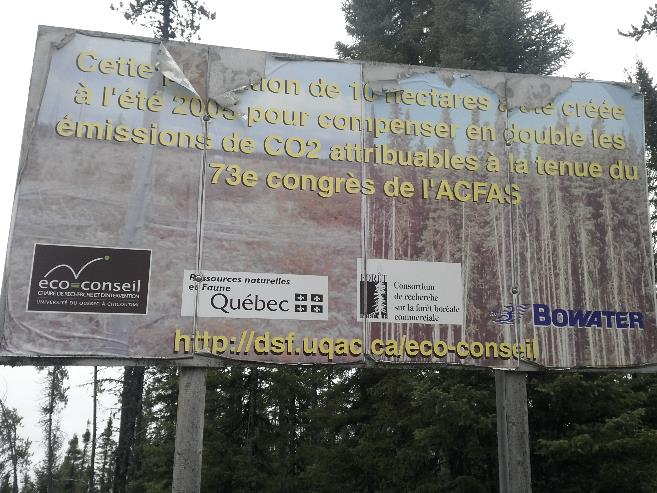 Cette de 10 hectares a été créée
à l'été 2005 pour compenser en double les
émissions de CO2 attribuables à la tenue du
73e congrès de l'ACFAS
eco=conseil
CHAIRE DE RECHERCHE ET D'INTERVENTION
UNIVERSITÉ DU QUÉBEC À CHICOUTIMI
Ressources naturelles
et Faune
Québec
FORÊT
Consortium
de recherche
sur la forêt boréale
commerciale
BOWATER
http://dsf.uqac.ca/eco-conseil